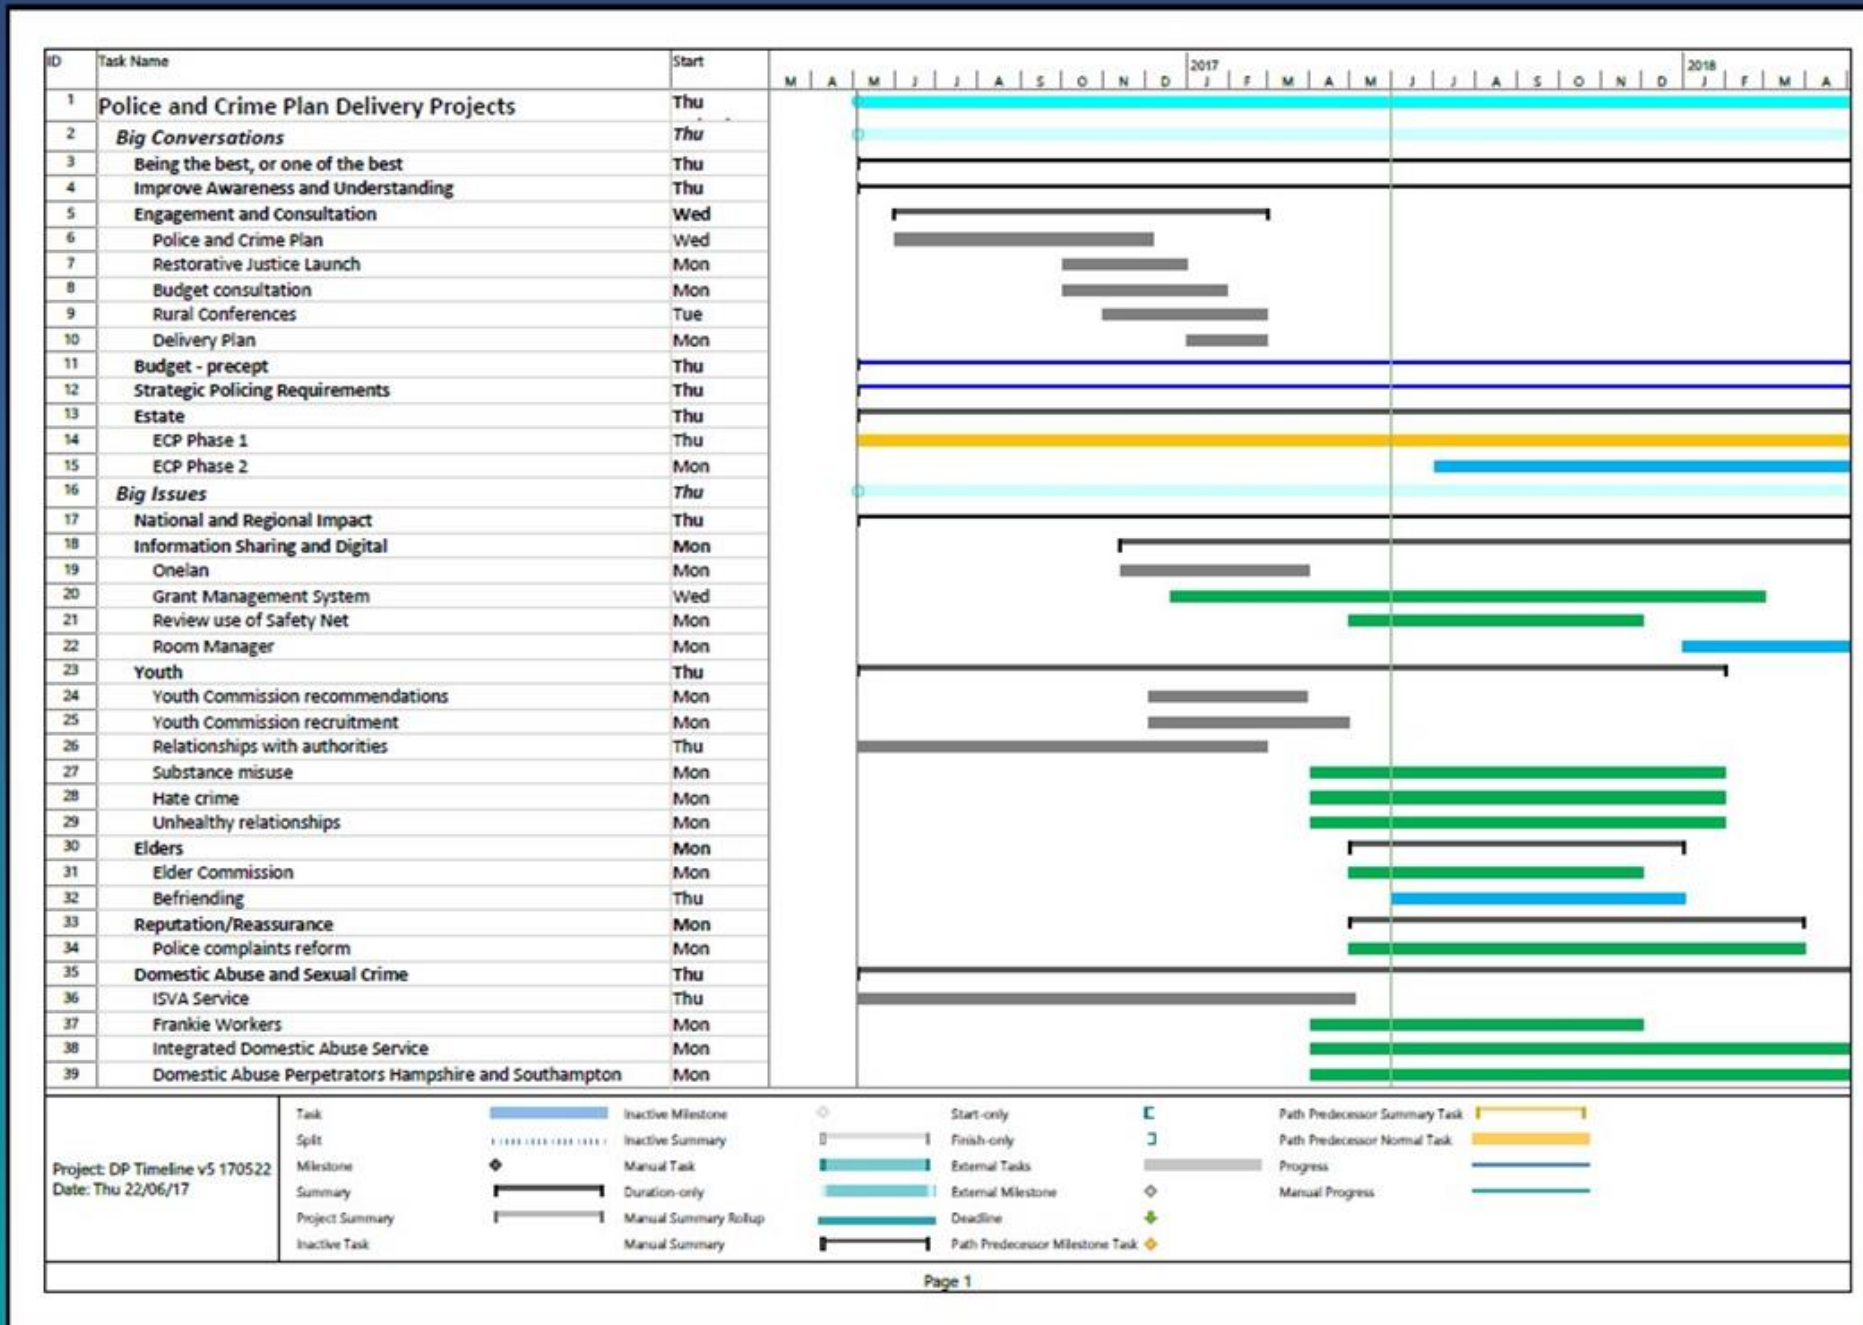 ID Task Name Start 2017 2018
M A M J J A S O N D J F M A M J J A S O N D J F M A
1 Police and Crime Plan Delivery Projects Thu
2 Big Conversations Thu
3 Being the best, or one of the best Thu
4 Improve Awareness and Understanding Thu
5 Engagement and Consultation Wed
6 Police and Crime Plan Wed
7 Restorative Justice Launch Mon
8 Budget consultation Mon
9 Rural Conferences Tue
10 Delivery Plan Mon
11 Budget - precept Thu
12 Strategic Policing Requirements Thu
13 Estate Thu
14 ECP Phase 1 Thu
15 ECP Phase 2 Mon
16 Big Issues Thu
17 National and Regional Impact Thu
18 Information Sharing and Digital Mon
19 Onelan Mon
20 Grant Management System Wed
21 Review use of Safety Net Mon
22 Room Manager Mon
23 Youth Thu
24 Youth Commission recommendations Mon
25 Youth Commission recruitment Mon
26 Relationships with authorities Thu
27 Substance misuse Mon
28 Hate crime Mon
29 Unhealthy relationships Mon
30 Elders Mon
31 Elder Commission Mon
32 Befriending Thu
33 Reputation/Reassurance Mon
34 Police complaints reform Mon
35 Domestic Abuse and Sexual Crime Thu
36 ISVA Service Thu
37 Frankie Workers Mon
38 Integrated Domestic Abuse Service Mon
39 Domestic Abuse Perpetrators Hampshire and Southampton Mon
Project: DP Timeline v5 170522
Date: Thu 22/06/17
Task Inactive Milestone Start-only Path Predecessor Summary Task
Split Inactive Summary Finish-only Path Predecessor Normal Task
Milestone Manual Task External Tasks Progress
Summary Duration-only External Milestone Manual Progress
Project Summary Manual Summary Rollup Deadline
Inactive Task Manual Summary Path Predecessor Milestone Task
Page 1